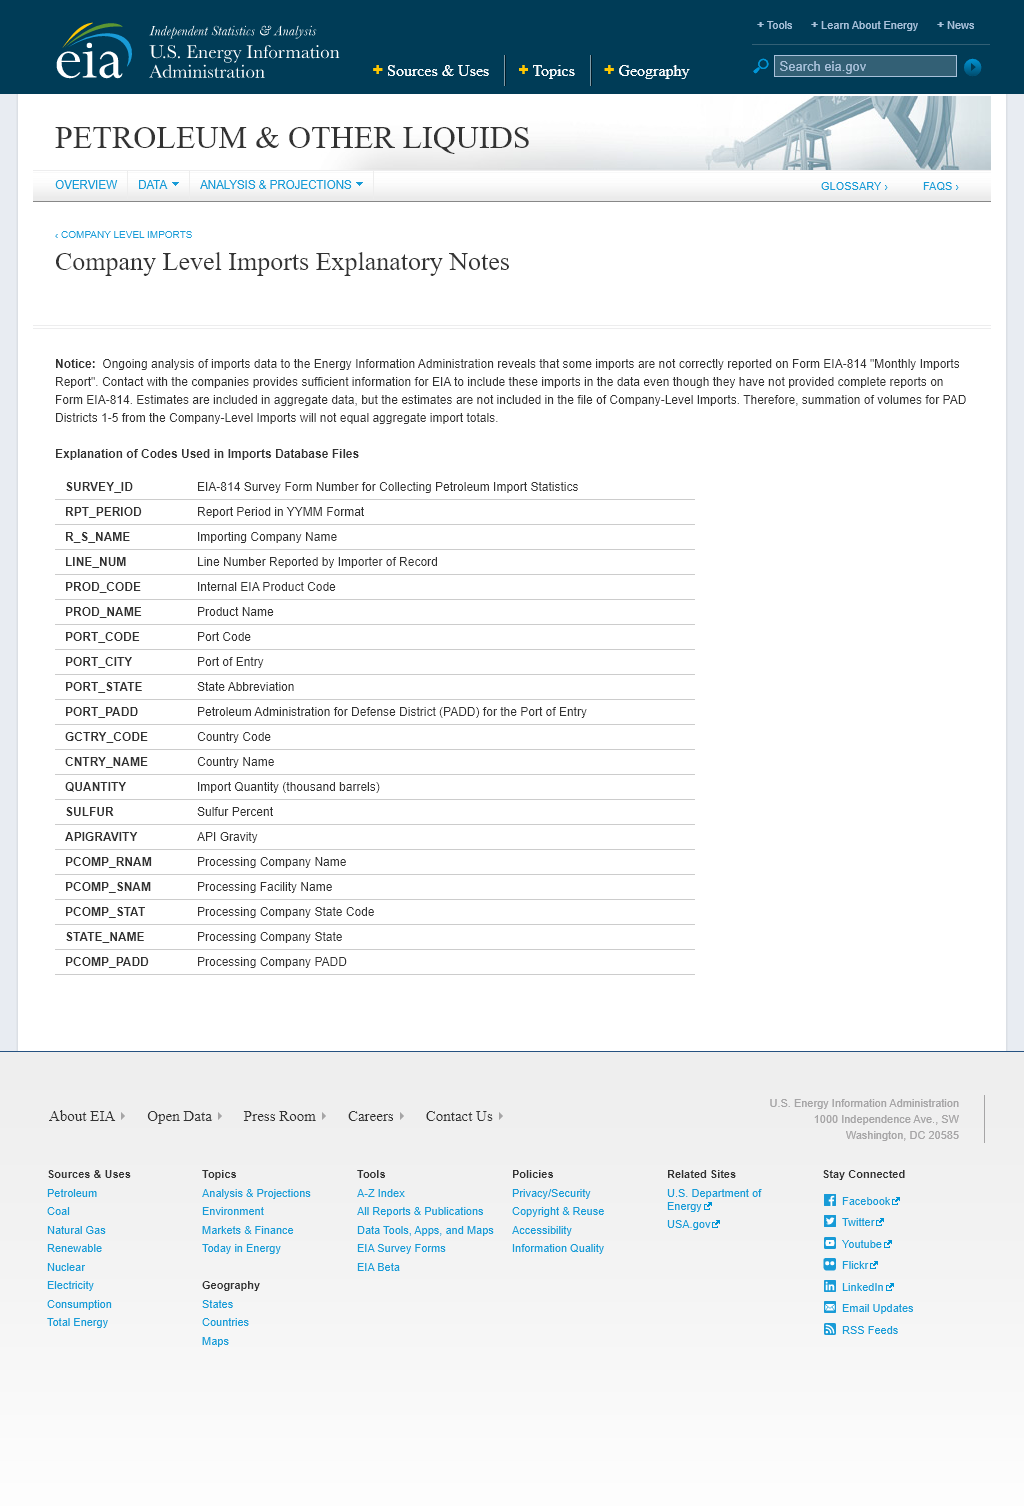 Independent Statistics & Analysis
U.S. Energy Information
Administration
eia
+ Sources & Uses
+ Topics
+ Geography
+ Tools
+ Learn About Energy
+ News
Search eia.gov
PETROLEUM & OTHER LIQUIDS
OVERVIEW
DATA
ANALYSIS & PROJECTIONS
GLOSSARY ›
FAQS ›
‹ COMPANY LEVEL IMPORTS
Company Level Imports Explanatory Notes
Notice: Ongoing analysis of imports data to the Energy Information Administration reveals that some imports are not correctly reported on Form EIA-814 "Monthly Imports
Report". Contact with the companies provides sufficient information for EIA to include these imports in the data even though they have not provided complete reports on
Form EIA-814. Estimates are included in aggregate data, but the estimates are not included in the file of Company-Level Imports. Therefore, summation of volumes for PAD
Districts 1-5 from the Company-Level Imports will not equal aggregate import totals.
Explanation of Codes Used in Imports Database Files
SURVEY_ID EIA-814 Survey Form Number for Collecting Petroleum Import Statistics
RPT_PERIOD Report Period in YYMM Format
R_S_NAME Importing Company Name
LINE_NUM Line Number Reported by Importer of Record
PROD_CODE Internal EIA Product Code
PROD_NAME Product Name
PORT_CODE Port Code
PORT_CITY Port of Entry
PORT_STATE State Abbreviation
PORT_PADD Petroleum Administration for Defense District (PADD) for the Port of Entry
GCTRY_CODE Country Code
CNTRY_NAME Country Name
QUANTITY Import Quantity (thousand barrels)
SULFUR Sulfur Percent
APIGRAVITY API Gravity
PCOMP_RNAM Processing Company Name
PCOMP_SNAM Processing Facility Name
PCOMP_STAT Processing Company State Code
STATE_NAME Processing Company State
PCOMP_PADD Processing Company PADD
About EIA
Open Data
Press Room
Careers
Contact Us
U.S. Energy Information Administration
1000 Independence Ave., SW
Washington, DC 20585
Sources & Uses
Petroleum
Coal
Natural Gas
Renewable
Nuclear
Electricity
Consumption
Total Energy
Topics
Analysis & Projections
Environment
Markets & Finance
Today in Energy
Geography
States
Countries
Maps
Tools
A-Z Index
All Reports & Publications
Data Tools, Apps, and Maps
EIA Survey Forms
EIA Beta
Policies
Privacy/Security
Copyright & Reuse
Accessibility
Information Quality
Related Sites
U.S. Department of
Energy
USA.gov
Stay Connected
Facebook
Twitter
Youtube
Flickr
LinkedIn
Email Updates
RSS Feeds